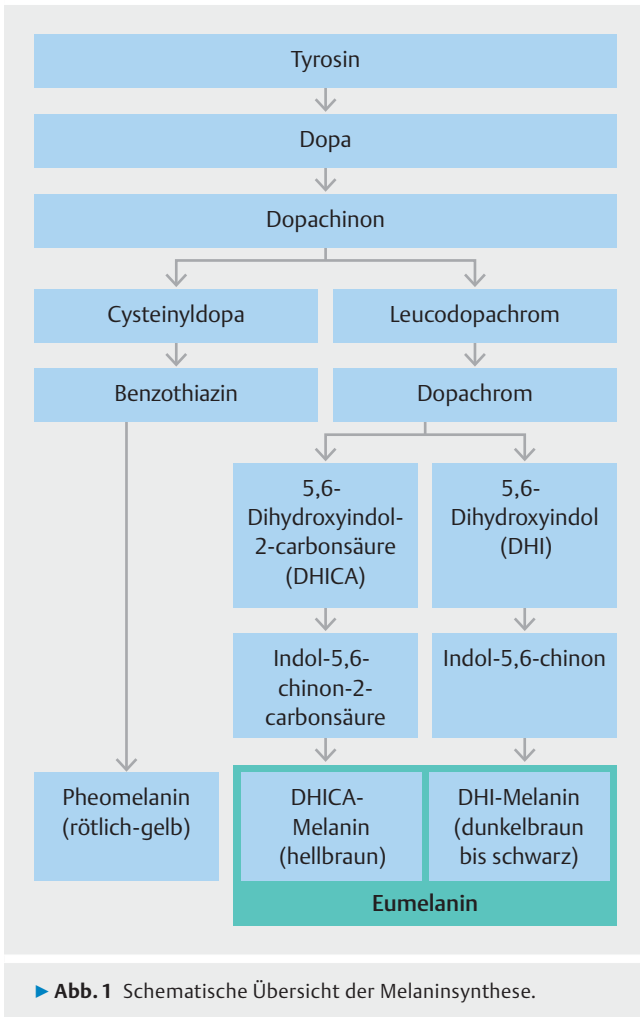 Tyrosin
Dopa
Dopachinon
Cysteinyldopa
Leucodopachrom
Benzothiazin
Dopachrom
5,6-
Dihydroxyindol-
2-carbonsäure
(DHICA)
5,6-
Dihydroxyindol
(DHI)
Indol-5,6-
chinon-2-
carbonsäure
Indol-5,6-chinon
Pheomelanin
(rötlich-gelb)
DHICA-
Melanin
(hellbraun)
DHI-Melanin
(dunkelbraun
bis schwarz)
Eumelanin
▶ Abb. 1 Schematische Übersicht der Melaninsynthese.